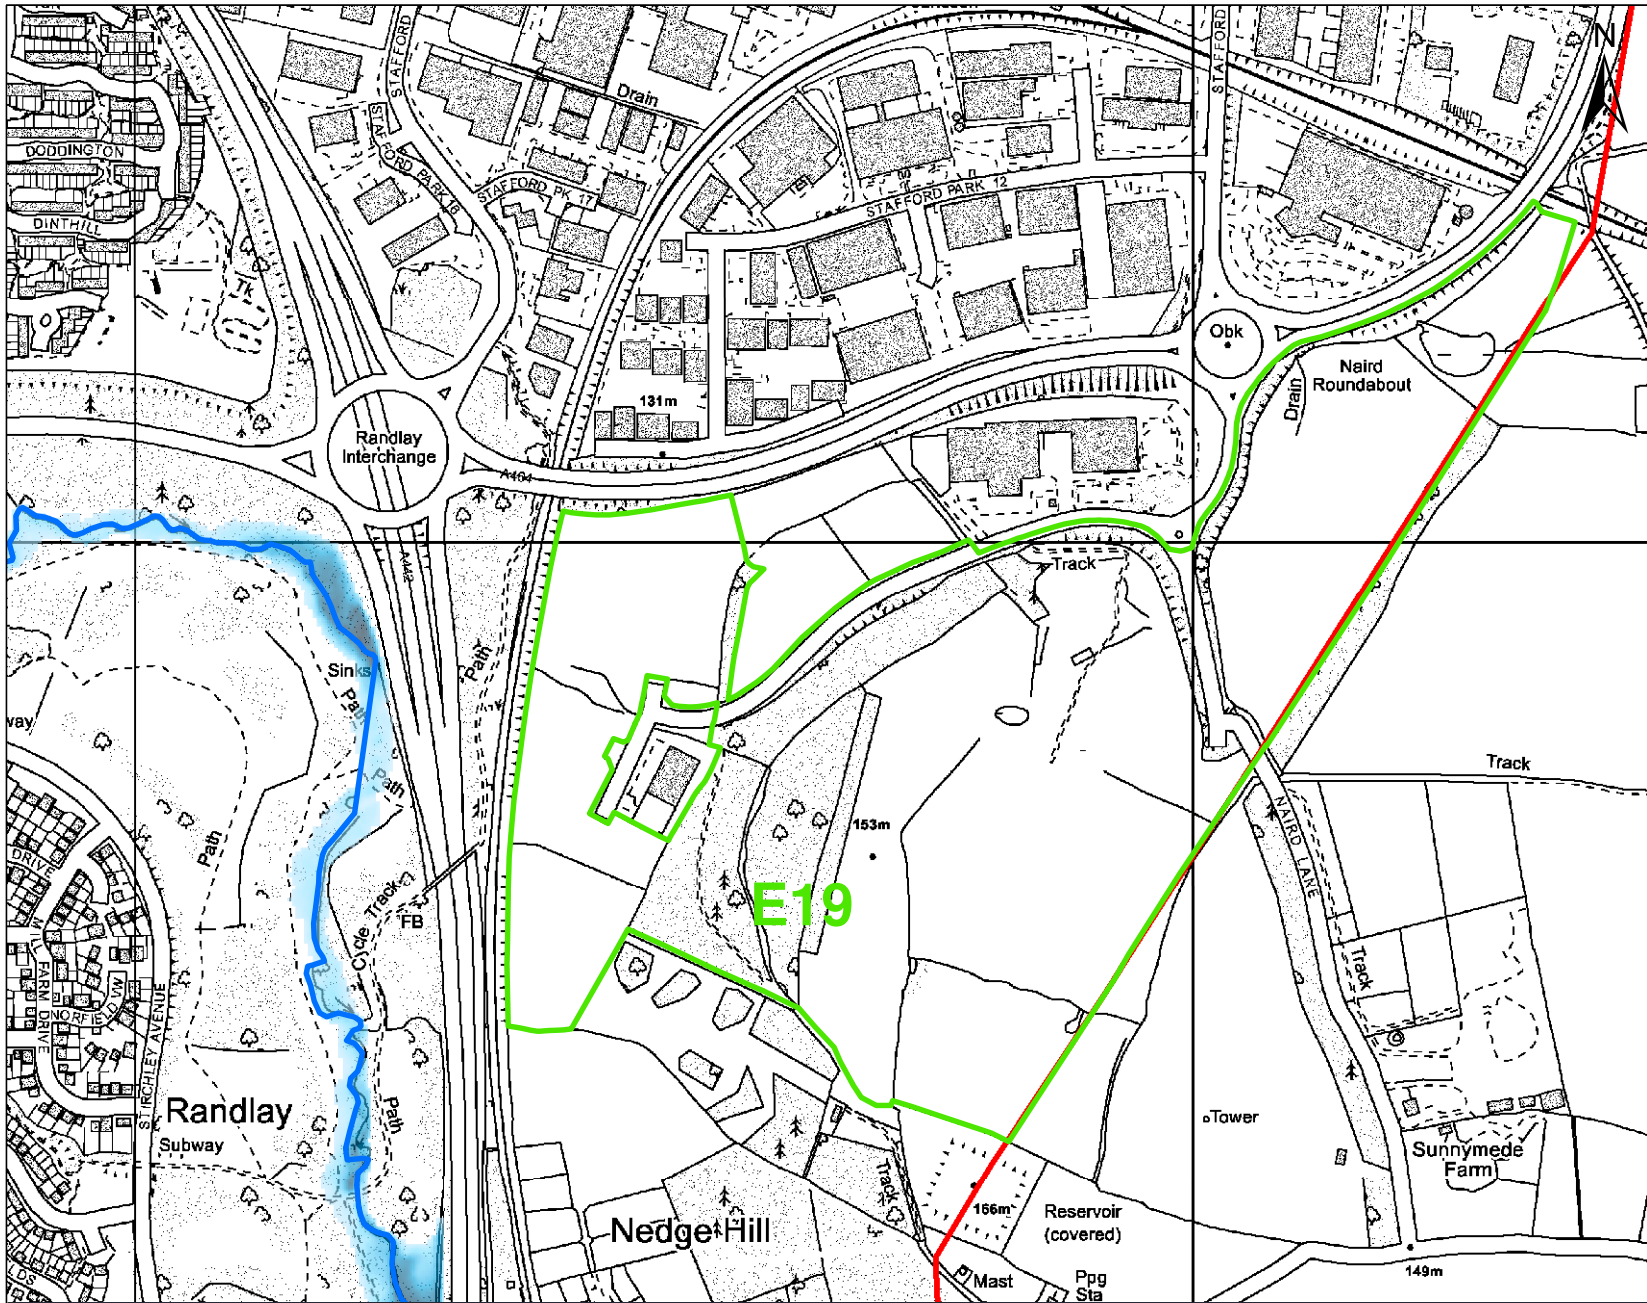 STAFFORD
STAFFORD
N
Drain
DODDINGTON
STAFFORD PARK 18
STAFFORD PK 17
STAFFORD PARK 12
DINTHILL
Tk
Obk
Naird
Roundabout
Drain
131m
Randlay
Interchange
A464
A442
Track
Path
Sinks
Path
way
Path
Track
Path
153m
NAIRD LANE
DRIVE
E19
Cycle Track
FB
MILL
FARM DRIVE
NORFIELD VW
STIRCHLEY AVENUE
Track
Randlay
Subway
Path
Tower
Sunnymede
Farm
Track
166m
Reservoir
(covered)
Nedge Hill
Mast
Ppg
Sta
149m